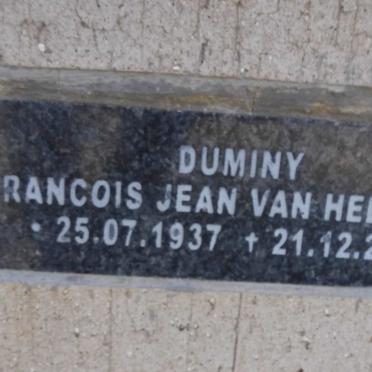 DUMINY
RANCOIS JEAN VAN HE
• 25.07.1937 † 21.12.2